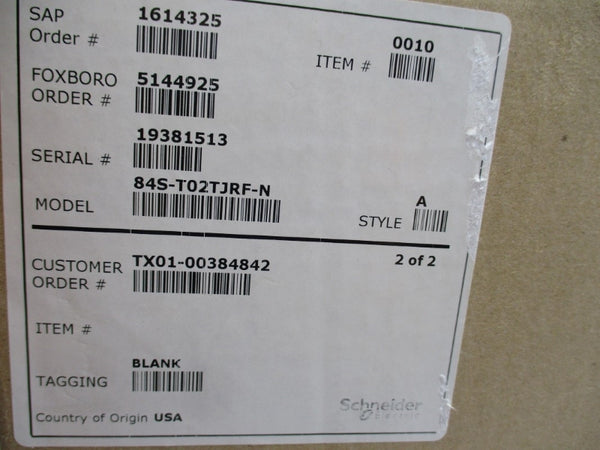 SAP Order # 1614325
ITEM # 0010
FOXBORO ORDER # 5144925
SERIAL # 19381513
MODEL 84S-T02TJRF-N
STYLE A
CUSTOMER ORDER # TX01-00384842
2 of 2
ITEM #
TAGGING BLANK
Country of Origin USA
Schneider Electric